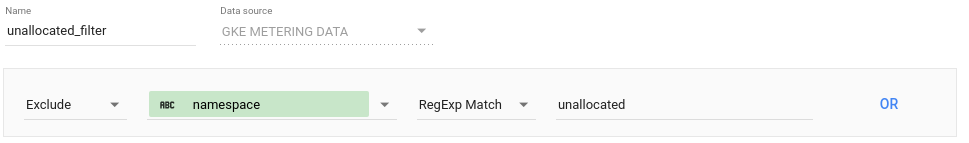 Name
Data source
unallocated_filter
GKE METERING DATA
Exclude
ABC namespace
RegExp Match
unallocated
OR